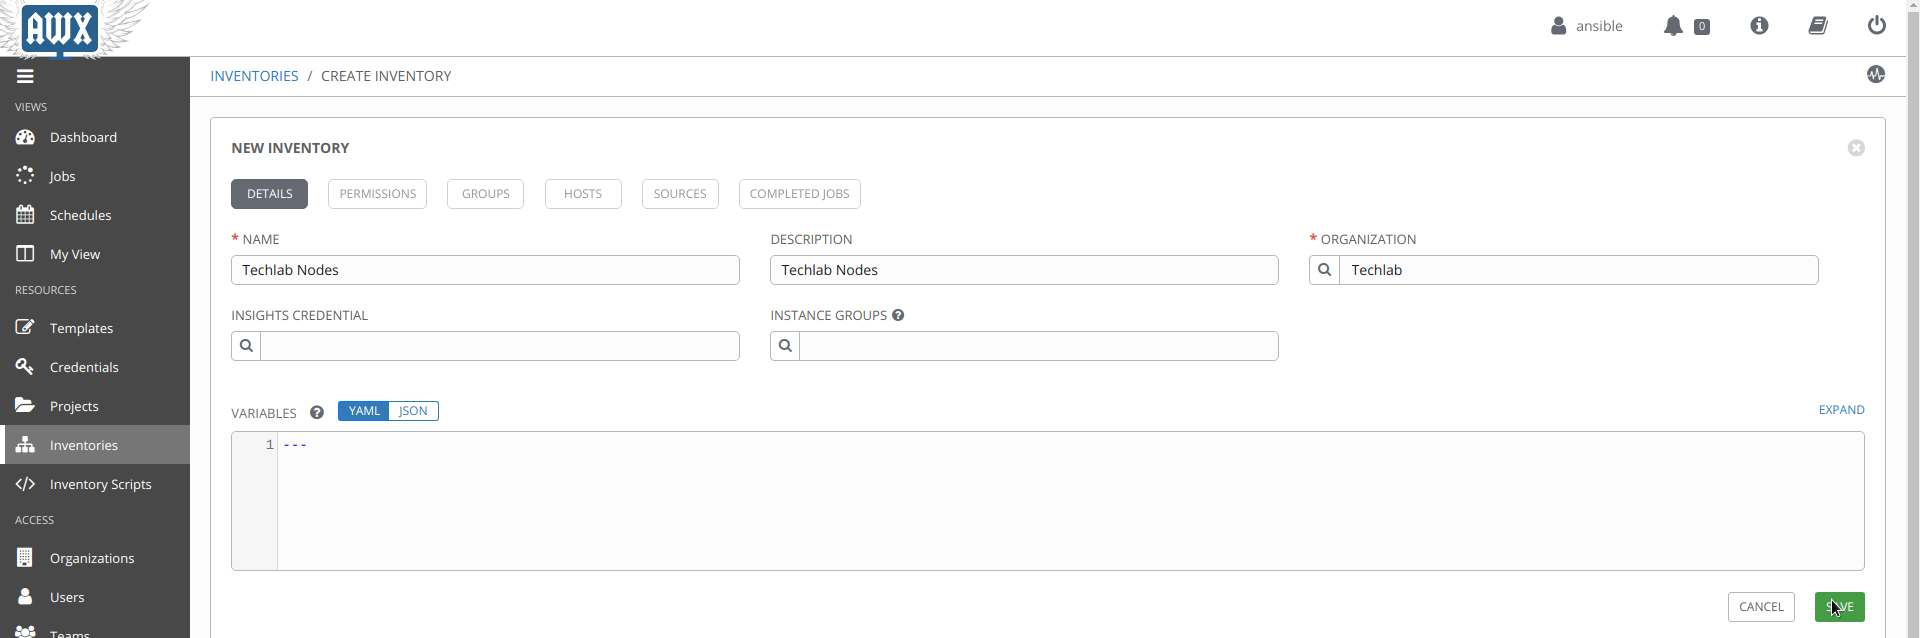 AWX
ansible
0
INVENTORIES / CREATE INVENTORY
VIEWS
Dashboard
Jobs
Schedules
My View
RESOURCES
Templates
Credentials
Projects
Inventories
Inventory Scripts
ACCESS
Organizations
Users
Teams
NEW INVENTORY
DETAILS
PERMISSIONS
GROUPS
HOSTS
SOURCES
COMPLETED JOBS
* NAME
DESCRIPTION
* ORGANIZATION
Techlab Nodes
Techlab Nodes
Techlab
INSIGHTS CREDENTIAL
INSTANCE GROUPS ?
VARIABLES ? YAML JSON
EXPAND
1 ---
CANCEL
SAVE